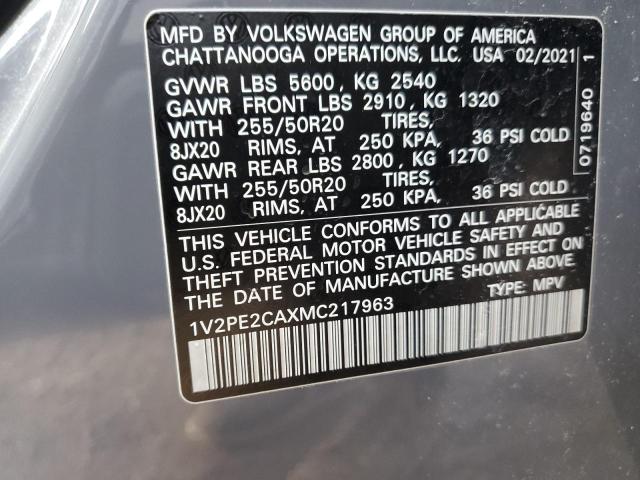 MFD BY VOLKSWAGEN GROUP OF AMERICA
CHATTANOOGA OPERATIONS, LLC. USA 02/2021
GVWR LBS 5600, KG 2540
GAWR FRONT LBS 2910, KG 1320
WITH 255/50R20 TIRES,
8JX20 RIMS, AT 250 KPA, 36 PSI COLD
GAWR REAR LBS 2800, KG 1270
WITH 255/50R20 TIRES,
8JX20 RIMS, AT 250 KPA, 36 PSI COLD
THIS VEHICLE CONFORMS TO ALL APPLICABLE
U.S. FEDERAL MOTOR VEHICLE SAFETY AND
THEFT PREVENTION STANDARDS IN EFFECT ON
THE DATE OF MANUFACTURE SHOWN ABOVE.
1V2PE2CAXMC217963 TYPE: MPV
0719640 1